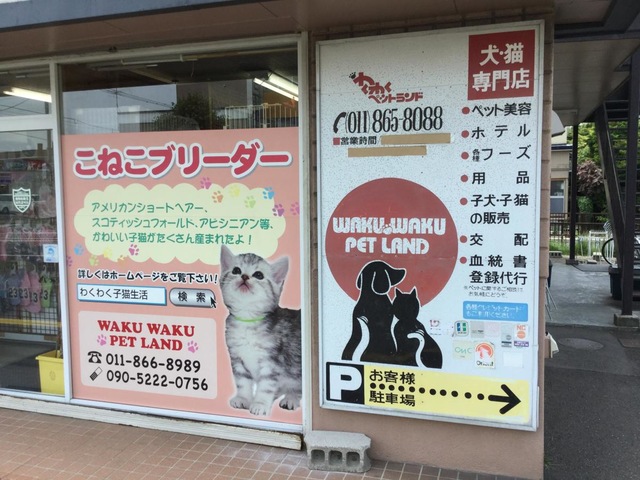 こねこブリーダー
アメリカンショートヘアー、
スコティッシュフォールド、アビシニアン等、
かわいい子猫がたくさん産まれたよ!
詳しくはホームページをご覧下さい!
わくわく子猫生活 検索
WAKU WAKU
PET LAND
011-866-8989
090-5222-0756
わくわく
ペットランド
犬・猫
専門店
(011)865-8088
■営業時間
●ペット美容
●ホテル
●各種フーズ
●用品
●子犬・子猫
の販売
●交配
●血統書
登録代行
WAKU WAKU
PET LAND
P お客様
駐車場